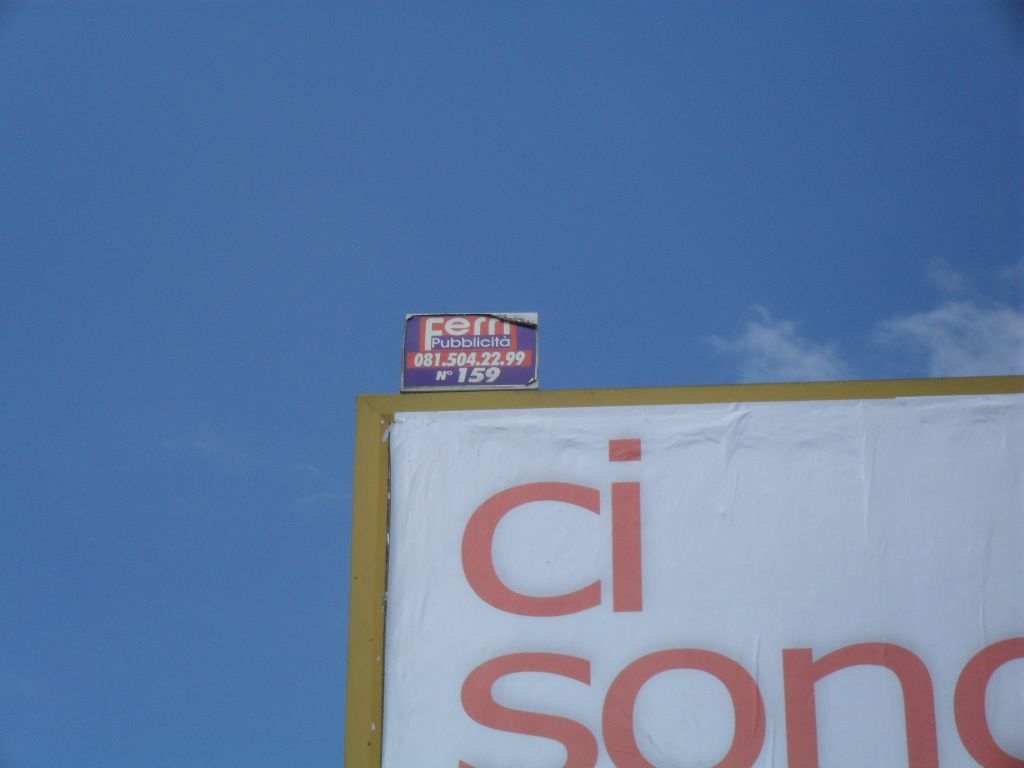 Ferri
Pubblicità
081.504.22.99
N° 159
ci
sono